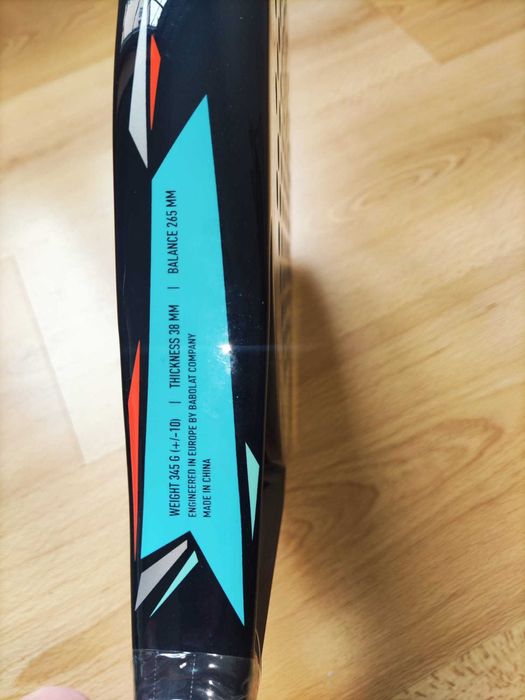 WEIGHT 345 G (+/-10) | THICKNESS 38 MM | BALANCE 265 MM
ENGINEERED IN EUROPE BY BABOLAT COMPANY
MADE IN CHINA